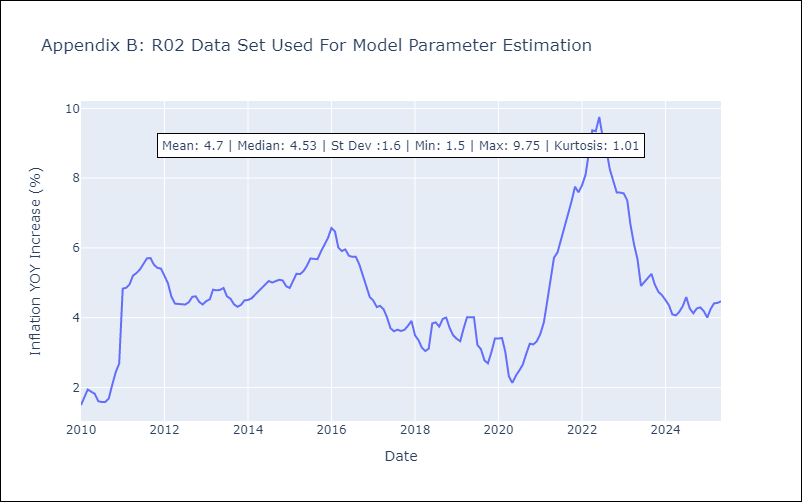 Appendix B: R02 Data Set Used For Model Parameter Estimation
10
Mean: 4.7 | Median: 4.53 | St Dev :1.6 | Min: 1.5 | Max: 9.75 | Kurtosis: 1.01
8
6
4
2
Inflation YOY Increase (%)
2010 2012 2014 2016 2018 2020 2022 2024
Date